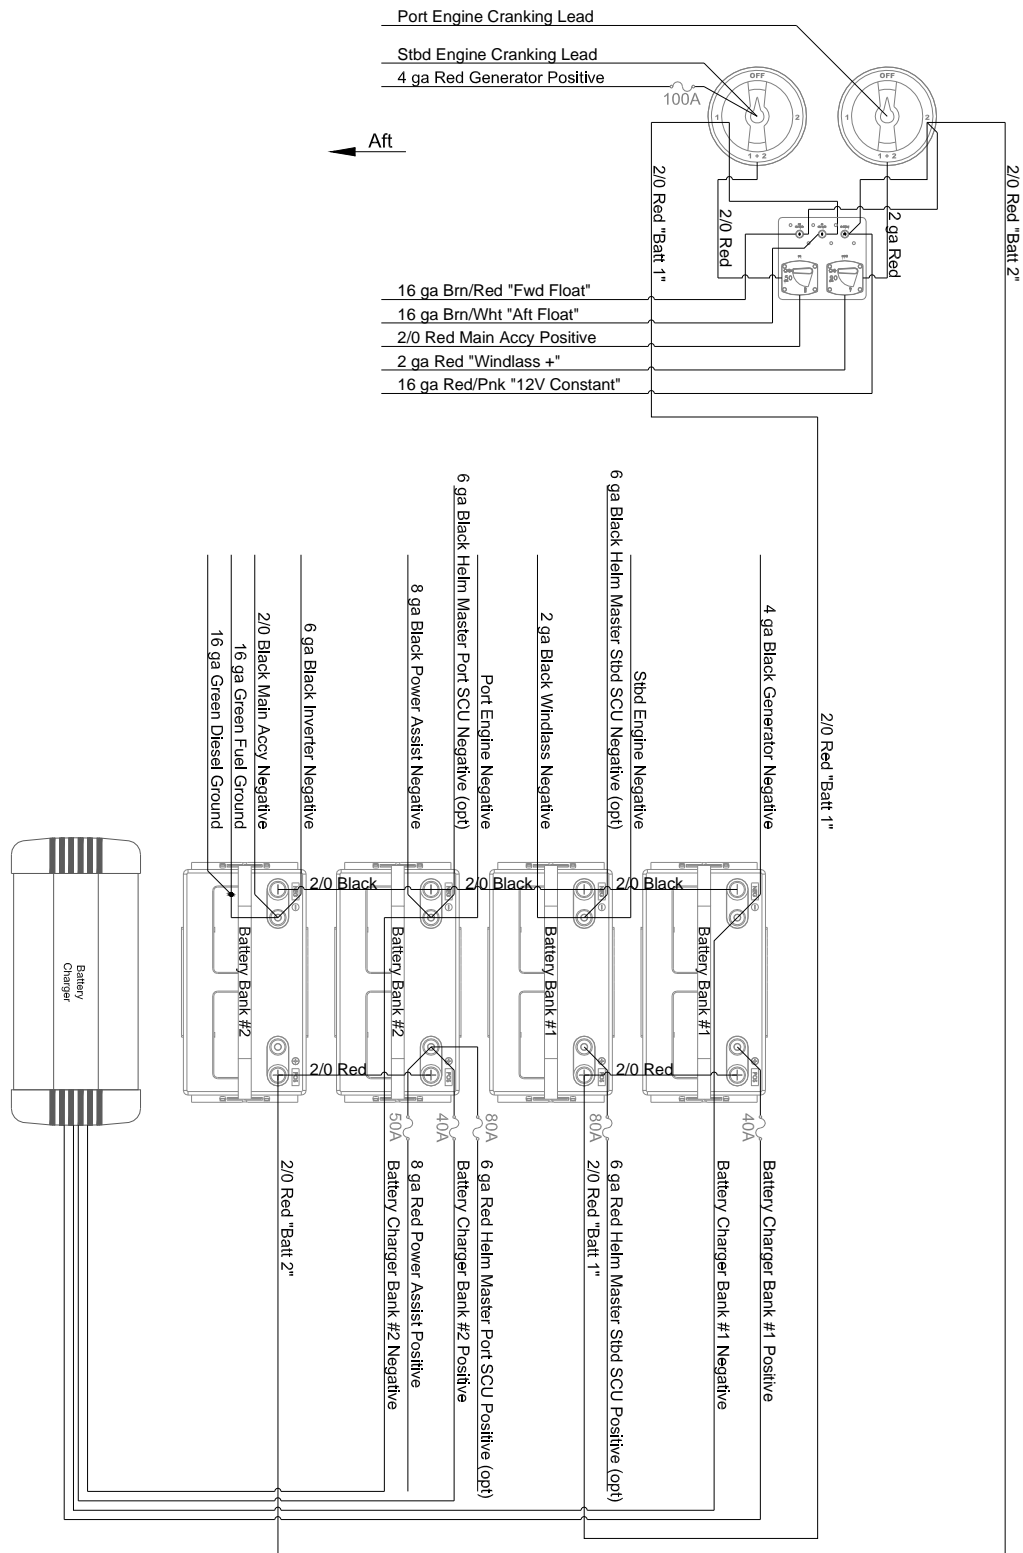 Port Engine Cranking Lead
Stbd Engine Cranking Lead
4 ga Red Generator Positive
100A
OFF
1
2
1 + 2
OFF
1
2
1 + 2
Aft
2/0 Red "Batt 1"
2/0 Red
2 ga Red
2/0 Red "Batt 2"
16 ga Brn/Red "Fwd Float"
16 ga Brn/Wht "Aft Float"
2/0 Red Main Accy Positive
2 ga Red "Windlass +"
16 ga Red/Pnk "12V Constant"
16 ga Green Diesel Ground
16 ga Green Fuel Ground
2/0 Black Main Accy Negative
6 ga Black Inverter Negative
8 ga Black Power Assist Negative
6 ga Black Helm Master Port SCU Negative (opt)
Port Engine Negative
2 ga Black Windlass Negative
6 ga Black Helm Master Stbd SCU Negative (opt)
Stbd Engine Negative
4 ga Black Generator Negative
2/0 Red "Batt 1"
2/0 Black
2/0 Black
2/0 Black
NEG
NEG
NEG
NEG
Battery Charger
Battery Bank #2
Battery Bank #2
Battery Bank #1
Battery Bank #1
2/0 Red
2/0 Red
POS
POS
POS
POS
50A
40A
80A
80A
40A
2/0 Red "Batt 2"
Battery Charger Bank #2 Negative
8 ga Red Power Assist Positive
Battery Charger Bank #2 Positive
6 ga Red Helm Master Port SCU Positive (opt)
2/0 Red "Batt 1"
6 ga Red Helm Master Stbd SCU Positive (opt)
Battery Charger Bank #1 Negative
Battery Charger Bank #1 Positive